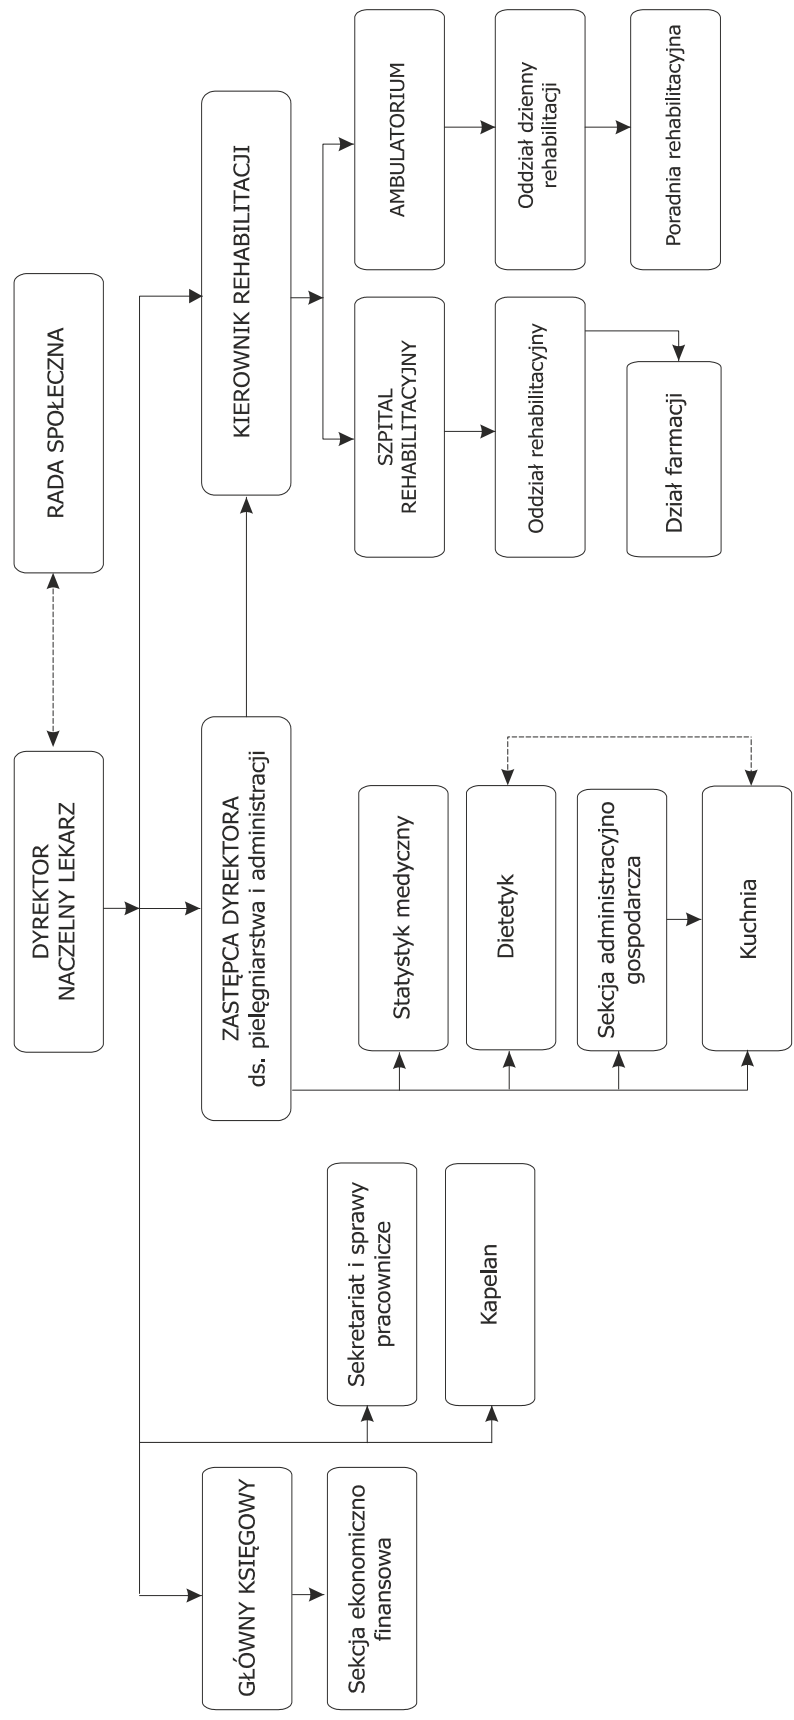 DYREKTOR
NACZELNY LEKARZ
RADA SPOŁECZNA
GŁÓWNY KSIĘGOWY
Sekcja ekonomiczno
finansowa
Sekretariat i sprawy
pracownicze
Kapelan
ZASTĘPCA DYREKTORA
ds. pielęgniarstwa i administracji
Statystyk medyczny
Dietetyk
Sekcja administracyjno
gospodarcza
Kuchnia
KIEROWNIK REHABILITACJI
SZPITAL
REHABILITACYJNY
Oddział rehabilitacyjny
Dział farmacji
AMBULATORIUM
Oddział dzienny
rehabilitacji
Poradnia rehabilitacyjna